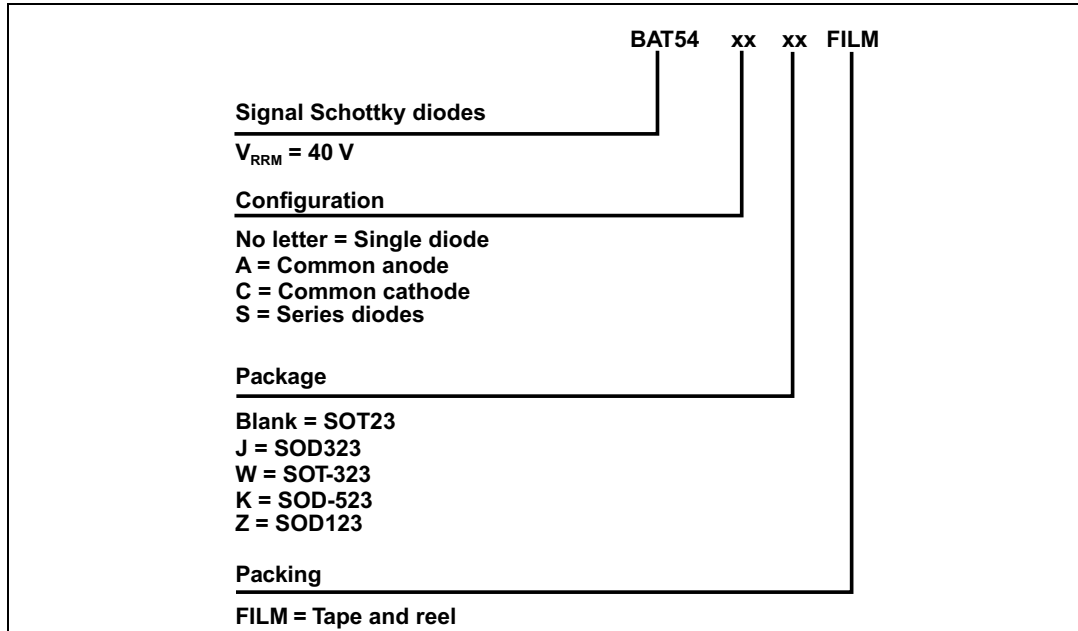 BAT54 xx xx FILM
Signal Schottky diodes
VRRM = 40 V
Configuration
No letter = Single diode
A = Common anode
C = Common cathode
S = Series diodes
Package
Blank = SOT23
J = SOD323
W = SOT-323
K = SOD-523
Z = SOD123
Packing
FILM = Tape and reel